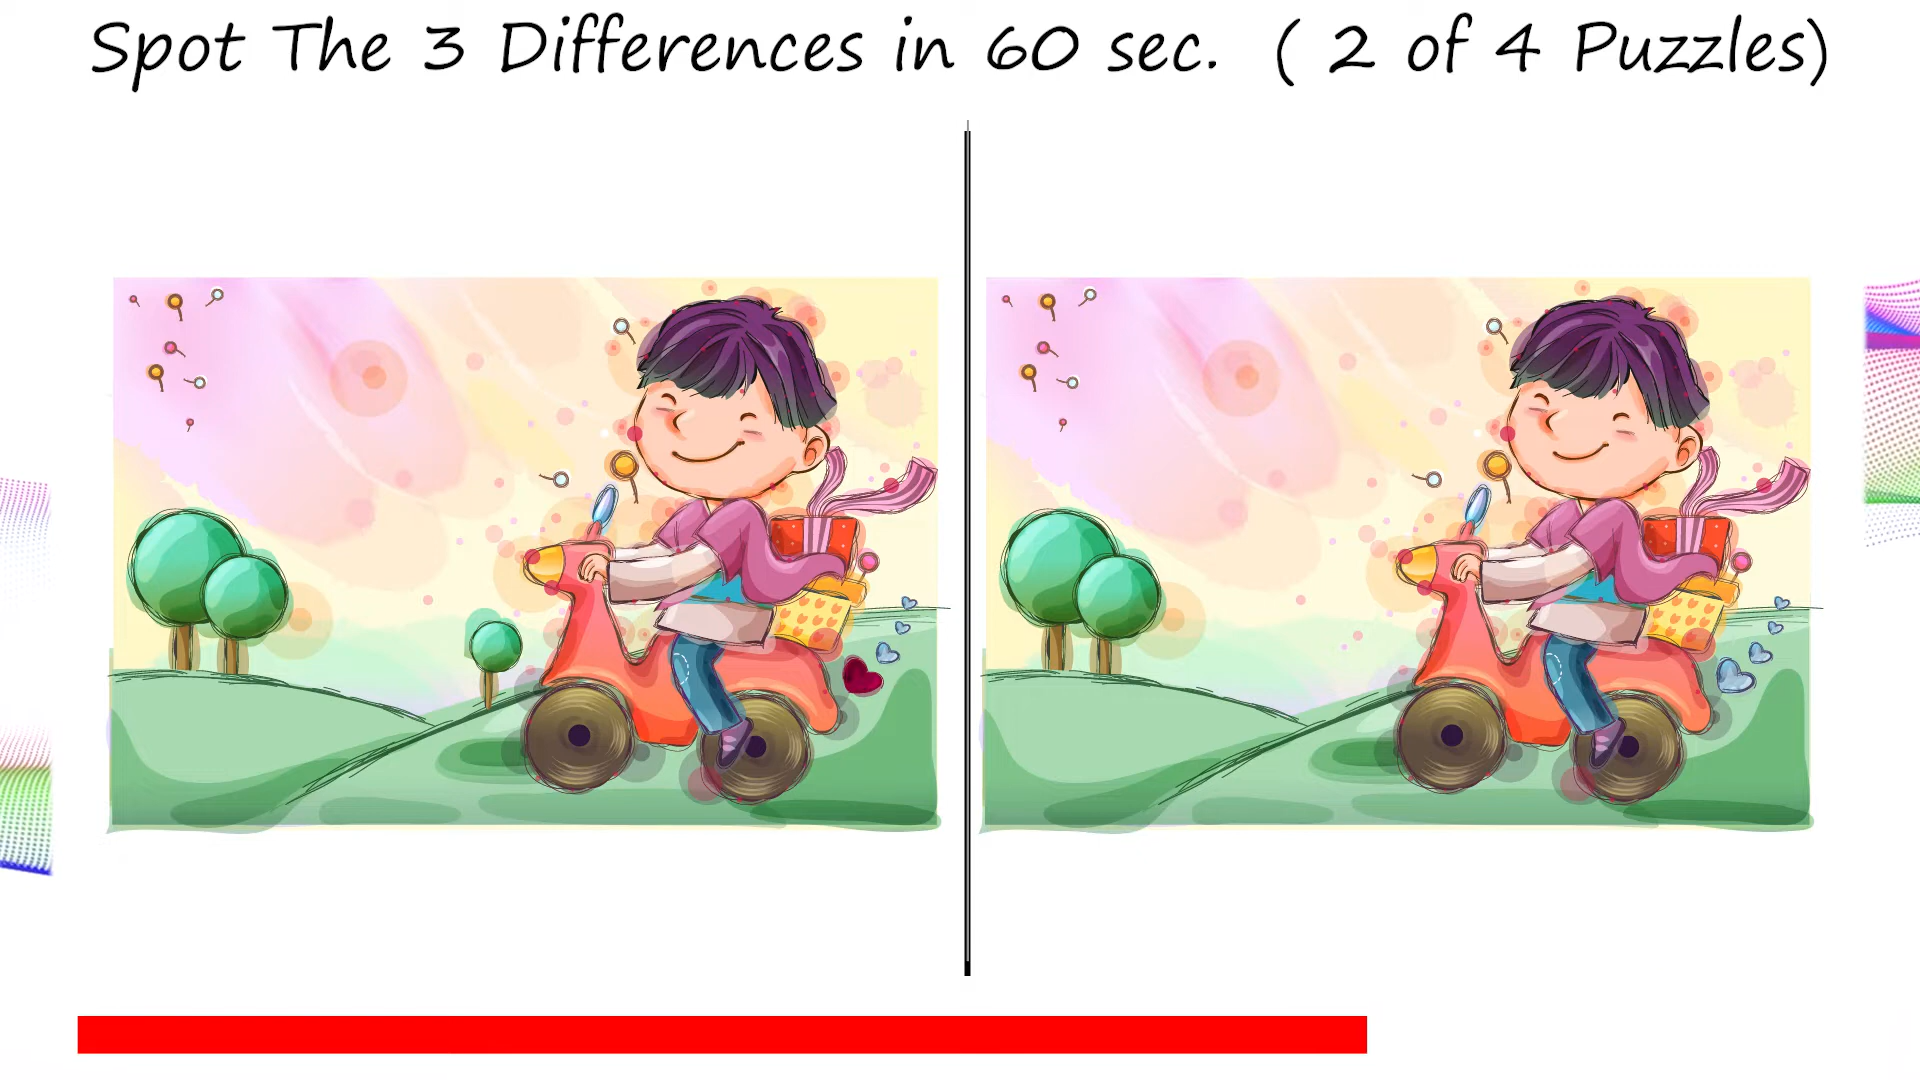 Spot The 3 Differences in 60 sec. ( 2 of 4 Puzzles)